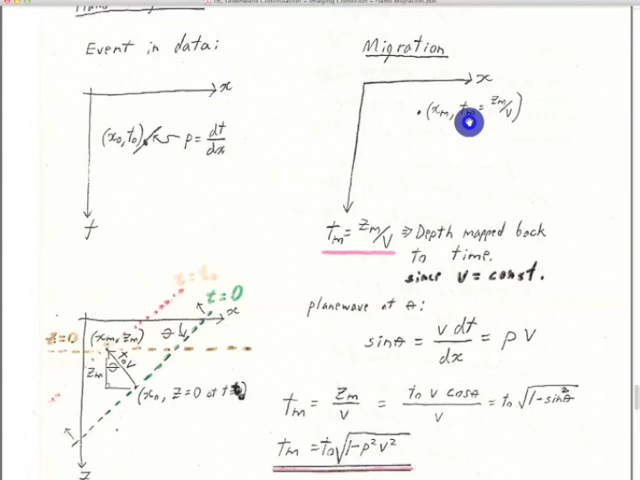 Event in data:
x
(x₀, t₀)
p = dt/dx
t
Migration
x
(xm, tm = zm/v)
tm = zm/v ⇒ Depth mapped back
to time.
since v = const.
t = t₀
t = 0
x
z = 0
(xm, zm)
θ
zm
θ
t₀v
(x₀, z=0 at t=
z
planewave at θ:
sinθ = v dt/dx = p v
tm = zm/v = t₀ v cosθ/v = t₀ √1-sin²θ
tm = t₀√1-p²v²